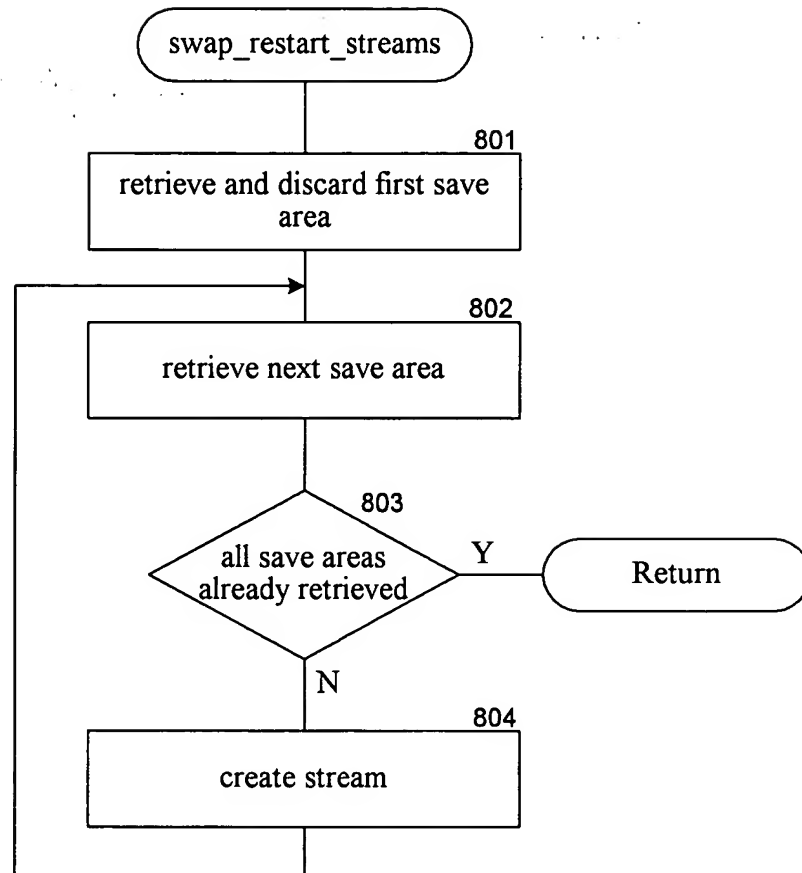 swap_restart_streams
801
retrieve and discard first save
area
802
retrieve next save area
803
all save areas
already retrieved
Y
Return
N
804
create stream